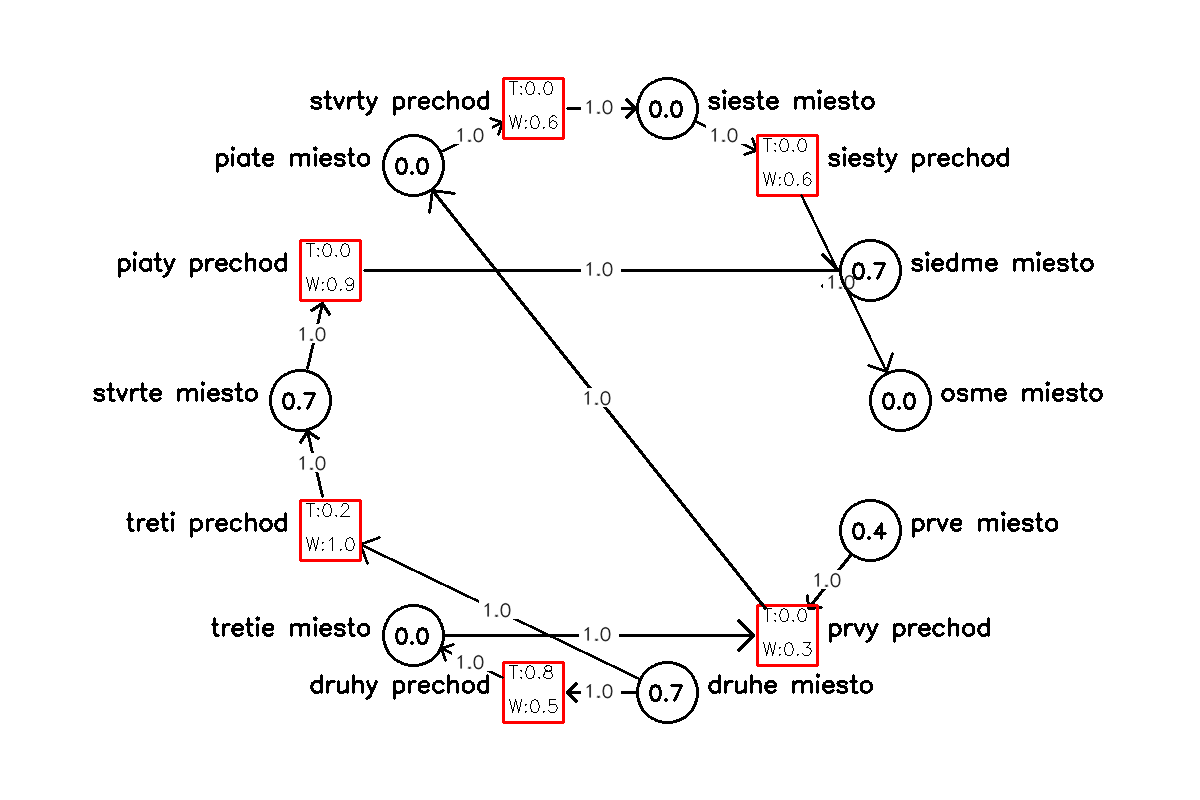 T:0.0
stvrty prechod
1.0
0.0
sieste miesto
W:0.6
1.0
1.0
T:0.0
piate miesto
0.0
siesty prechod
W:0.6
T:0.0
piaty prechod
1.0
0.7
siedme miesto
W:0.9
1.0
1.0
stvrte miesto
0.7
1.0
0.0
osme miesto
1.0
T:0.2
treti prechod
0.4
prve miesto
W:1.0
1.0
1.0
T:0.0
tretie miesto
0.0
1.0
prvy prechod
W:0.3
1.0
T:0.8
druhy prechod
1.0
0.7
druhe miesto
W:0.5